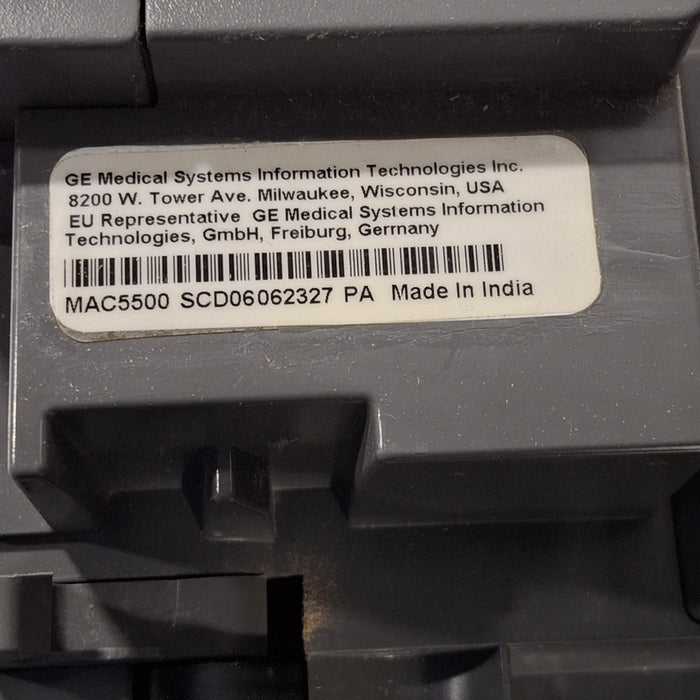 GE Medical Systems Information Technologies Inc.
8200 W. Tower Ave. Milwaukee, Wisconsin, USA
EU Representative GE Medical Systems Information
Technologies, GmbH, Freiburg, Germany
MAC5500 SCD06062327 PA Made In India